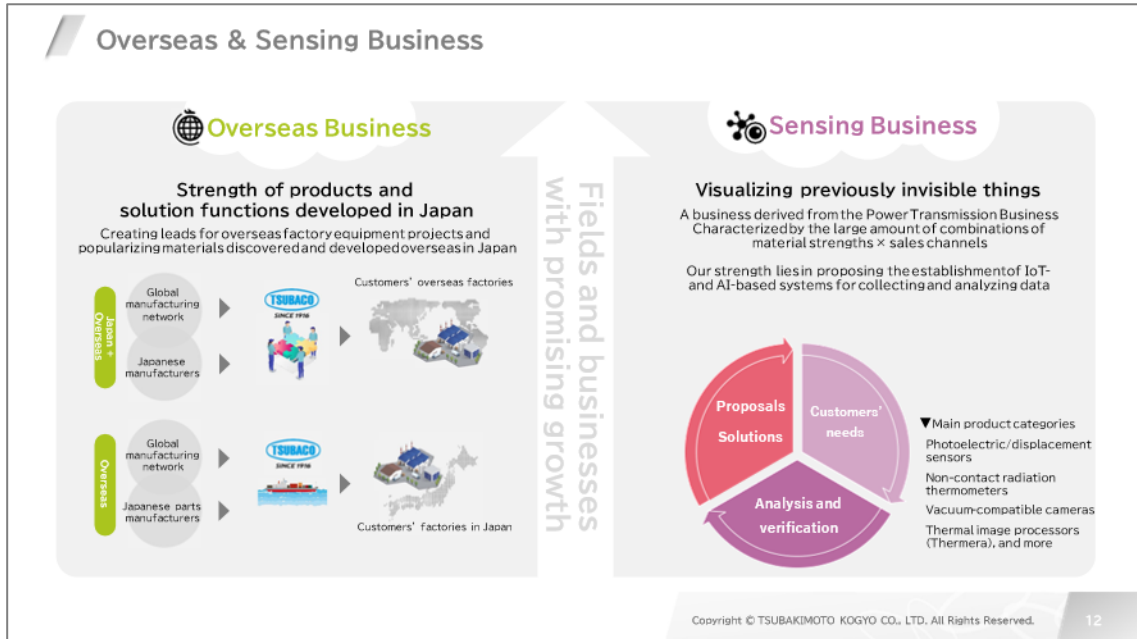 Overseas & Sensing Business
Overseas Business
Strength of products and
solution functions developed in Japan
Creating leads for overseas factory equipment projects and
popularizing materials discovered and developed overseas in Japan
Japan +
Overseas
Global
manufacturing
network
Japanese
manufacturers
TSUBACO
SINCE 1916
Customers' overseas factories
Overseas
Global
manufacturing
network
Japanese parts
manufacturers
TSUBACO
SINCE 1916
Customers' factories in Japan
Fields and businesses
with promising growth
Sensing Business
Visualizing previously invisible things
A business derived from the Power Transmission Business
Characterized by the large amount of combinations of
material strengths × sales channels
Our strength lies in proposing the establishment of IoT-
and AI-based systems for collecting and analyzing data
Proposals
Solutions
Customers'
needs
Analysis and
verification
▼Main product categories
Photoelectric/displacement
sensors
Non-contact radiation
thermometers
Vacuum-compatible cameras
Thermal image processors
(Thermera), and more
Copyright © TSUBAKIMOTO KOGYO CO., LTD. All Rights Reserved.
12